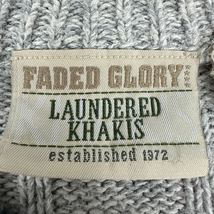 FADED GLORY
LAUNDERED
KHAKIS
established 1972